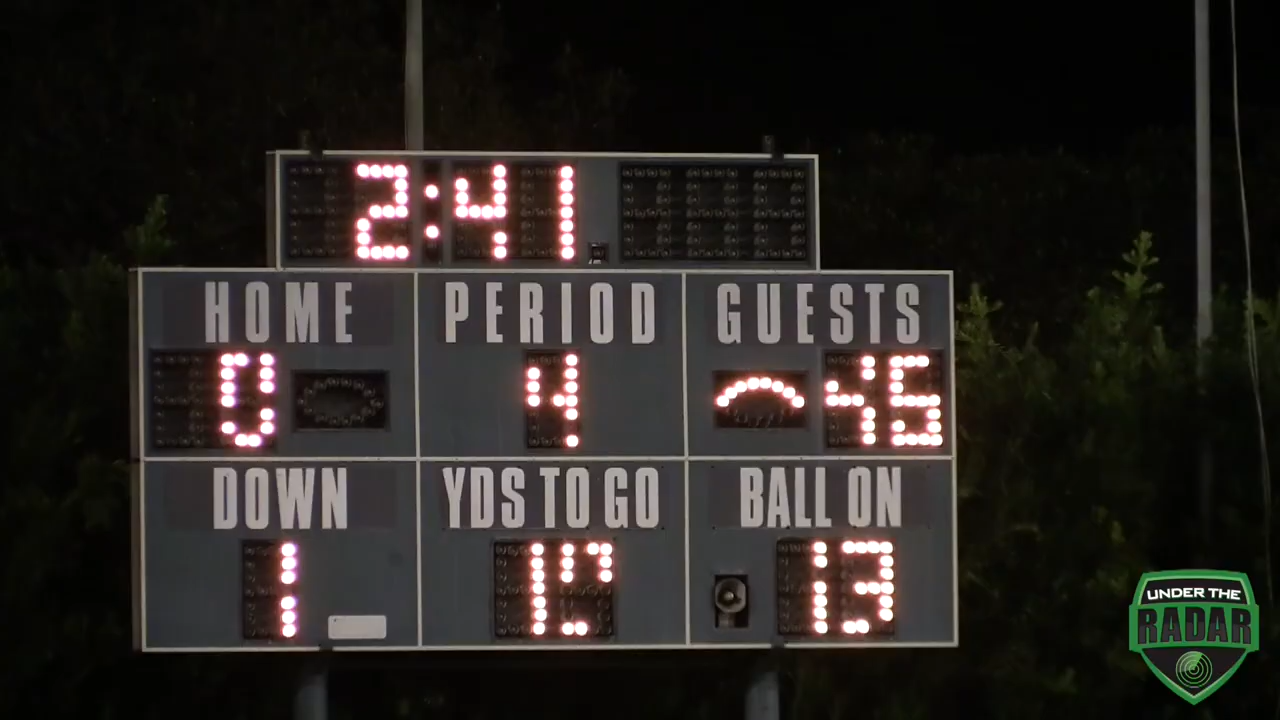 2:41
HOME PERIOD GUESTS
0 4 45
DOWN YDS TO GO BALL ON
1 10 13
UNDER THE
RADAR